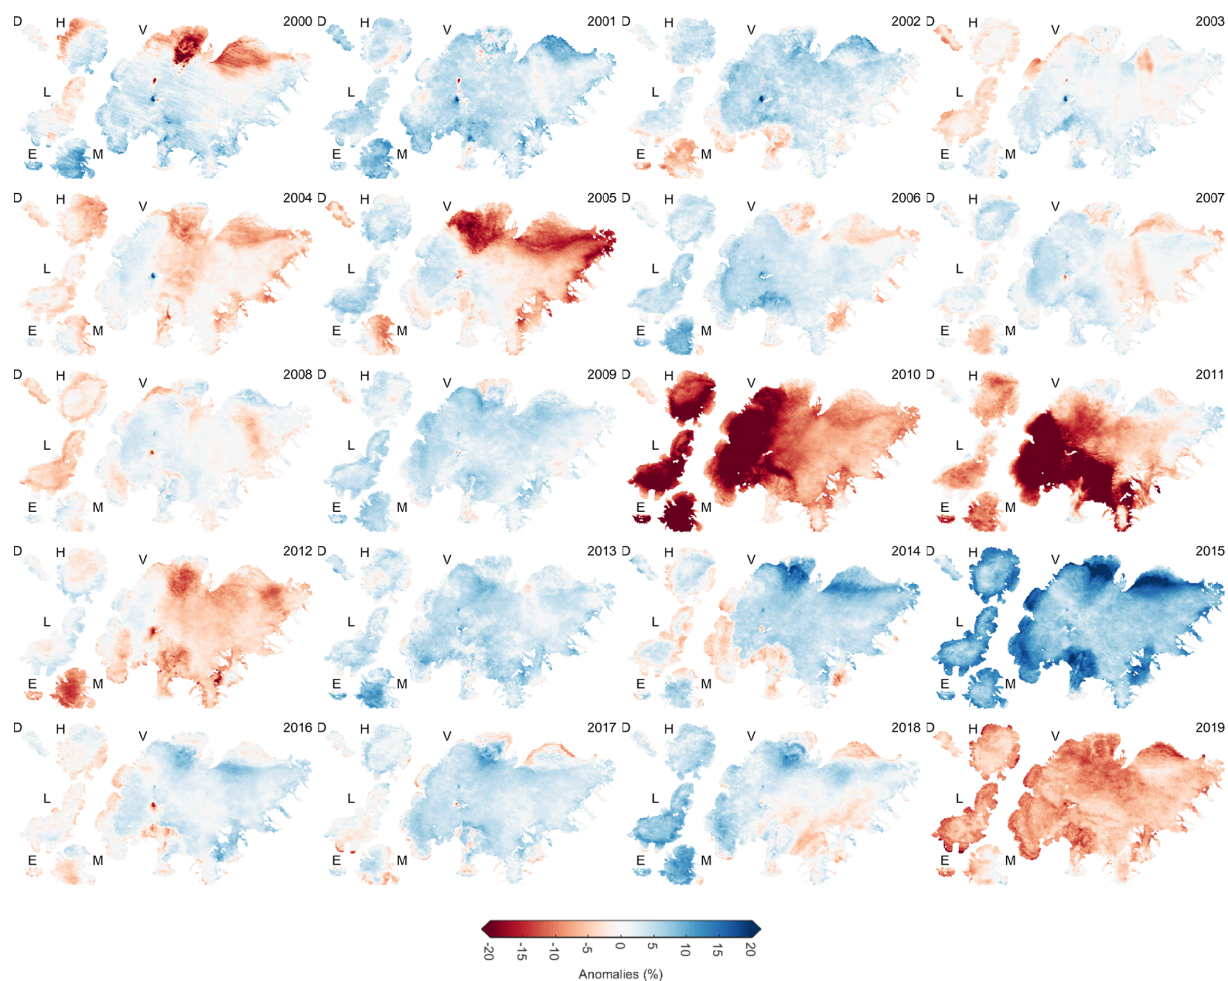 D H V 2000 D H V 2001 D H V 2002 D H V 2003
L L L L
E M E M E M E M
D H V 2004 D H V 2005 D H V 2006 D H V 2007
L L L L
E M E M E M E M
D H V 2008 D H V 2009 D H V 2010 D H V 2011
L L L L
E M E M E M E M
D H V 2012 D H V 2013 D H V 2014 D H V 2015
L L L L
E M E M E M E M
D H V 2016 D H V 2017 D H V 2018 D H V 2019
L L L L
E M E M E M E M
-20 -15 -10 -5 0 5 10 15 20
Anomalies (%)